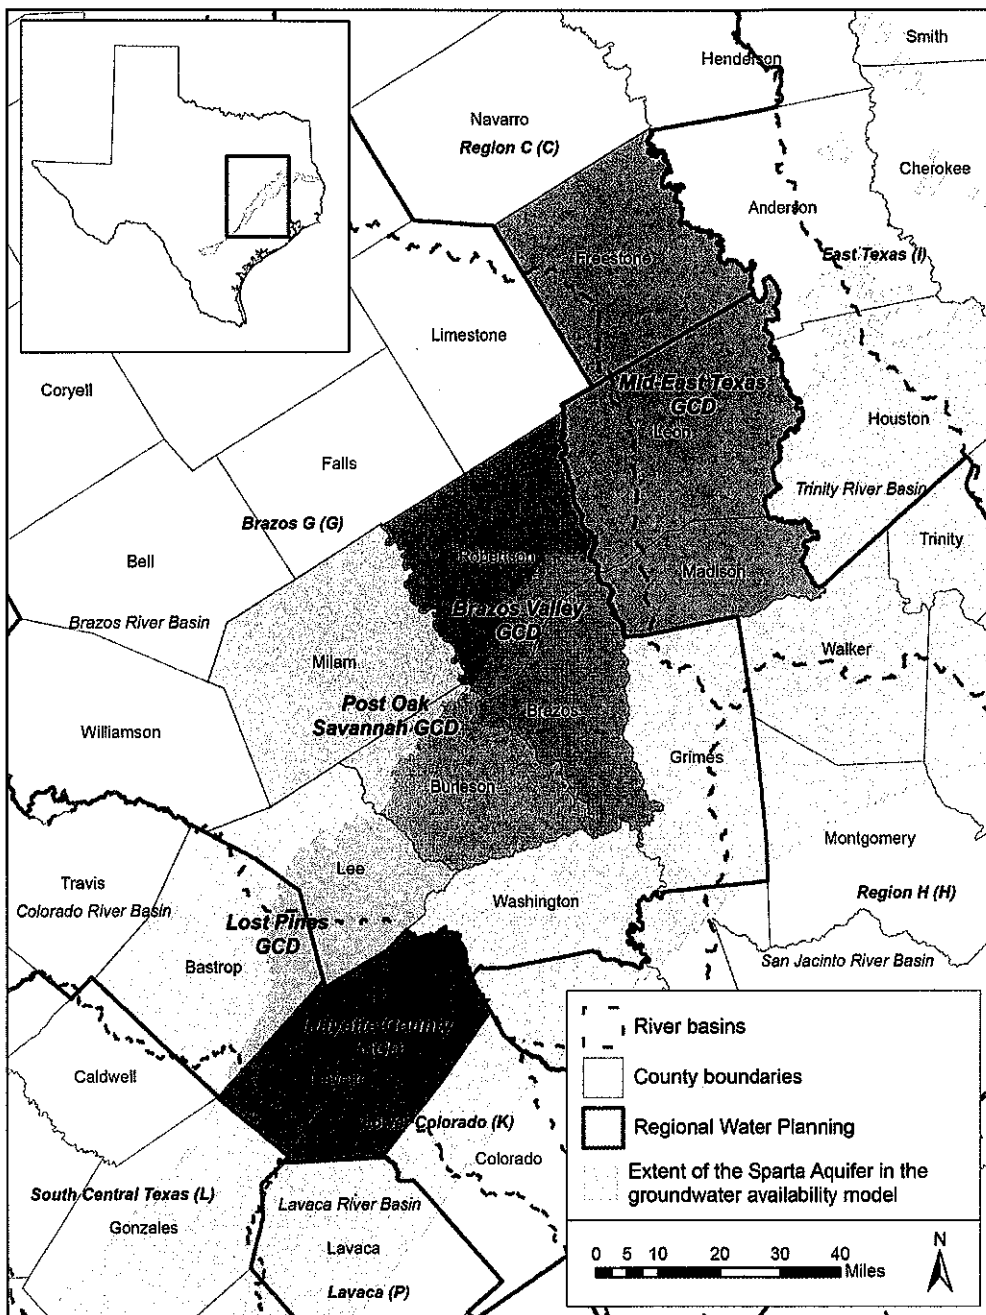 Smith
Henderson
Navarro
Region C (C)
Cherokee
Anderson
Freestone
East Texas (I)
Limestone
Coryell
Mid-East Texas
GCD
Leon
Houston
Falls
Trinity River Basin
Brazos G (G)
Trinity
Robertson
Bell
Madison
Brazos Valley
GCD
Brazos River Basin
Walker
Milam
Post Oak
Savannah GCD
Brazos
Williamson
Grimes
Burleson
Montgomery
Lee
Travis
Washington
Region H (H)
Colorado River Basin
Lost Pines
GCD
Bastrop
San Jacinto River Basin
Fayette County
Caldwell
Colorado (K)
Colorado
South Central Texas (L)
Gonzales
Lavaca River Basin
Lavaca
Lavaca (P)
River basins
County boundaries
Regional Water Planning
Extent of the Sparta Aquifer in the
groundwater availability model
N
0 5 10 20 30 40
Miles